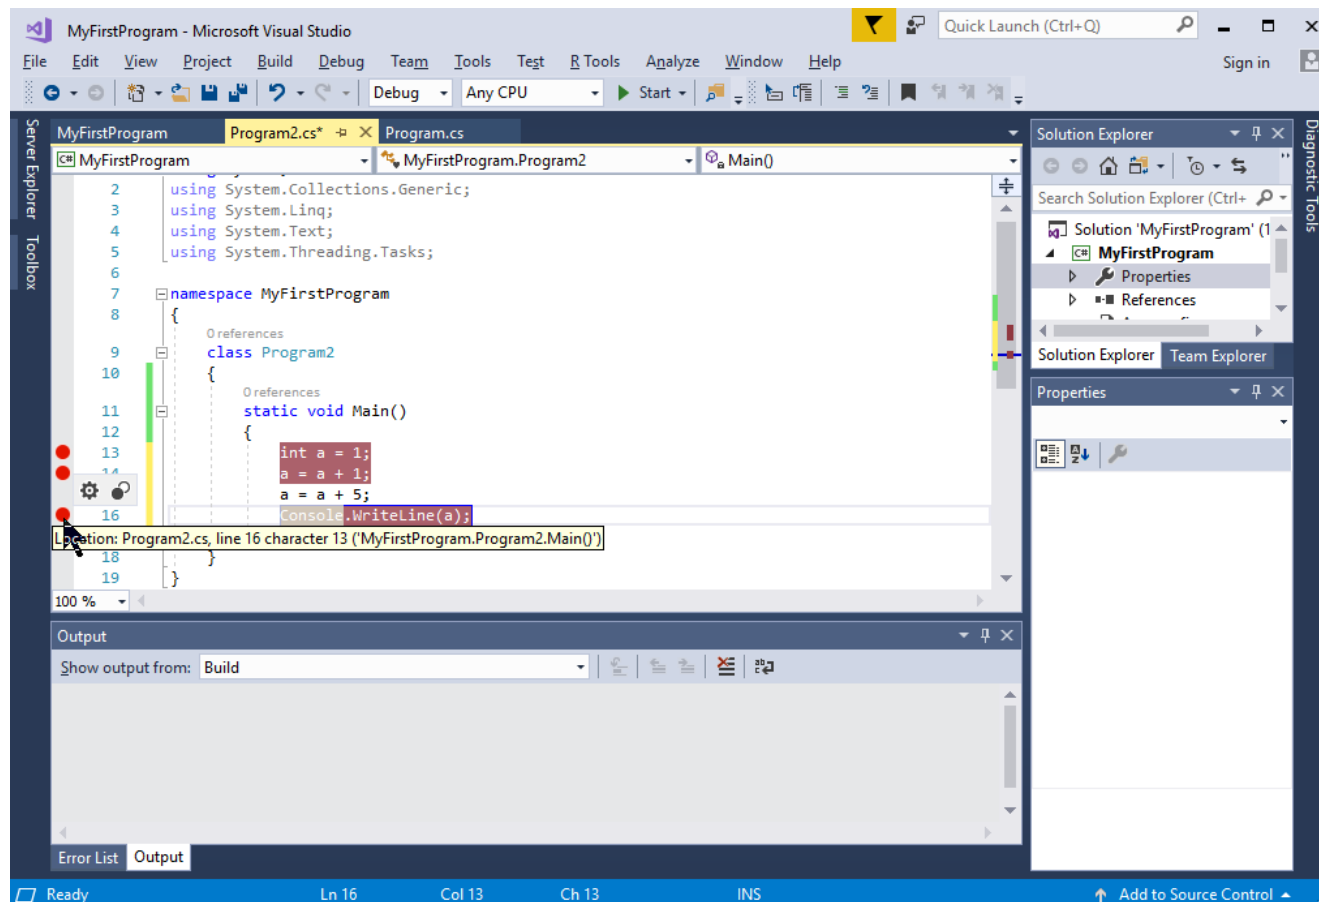 MyFirstProgram - Microsoft Visual Studio
Quick Launch (Ctrl+Q)
File Edit View Project Build Debug Team Tools Test R Tools Analyze Window Help
Sign in
Debug Any CPU Start
Server Explorer
Toolbox
MyFirstProgram Program2.cs* Program.cs
C# MyFirstProgram MyFirstProgram.Program2 Main()
2 using System.Collections.Generic;
3 using System.Linq;
4 using System.Text;
5 using System.Threading.Tasks;
6
7 namespace MyFirstProgram
8 {
0 references
9 class Program2
10 {
0 references
11 static void Main()
12 {
13 int a = 1;
14 a = a + 1;
a = a + 5;
16 Console.WriteLine(a);
Location: Program2.cs, line 16 character 13 ('MyFirstProgram.Program2.Main()')
18 }
19 }
100 %
Output
Show output from: Build
Error List Output
Solution Explorer
Search Solution Explorer (Ctrl+
Solution 'MyFirstProgram' (1
C# MyFirstProgram
Properties
References
Solution Explorer Team Explorer
Properties
Diagnostic Tools
Ready Ln 16 Col 13 Ch 13 INS Add to Source Control